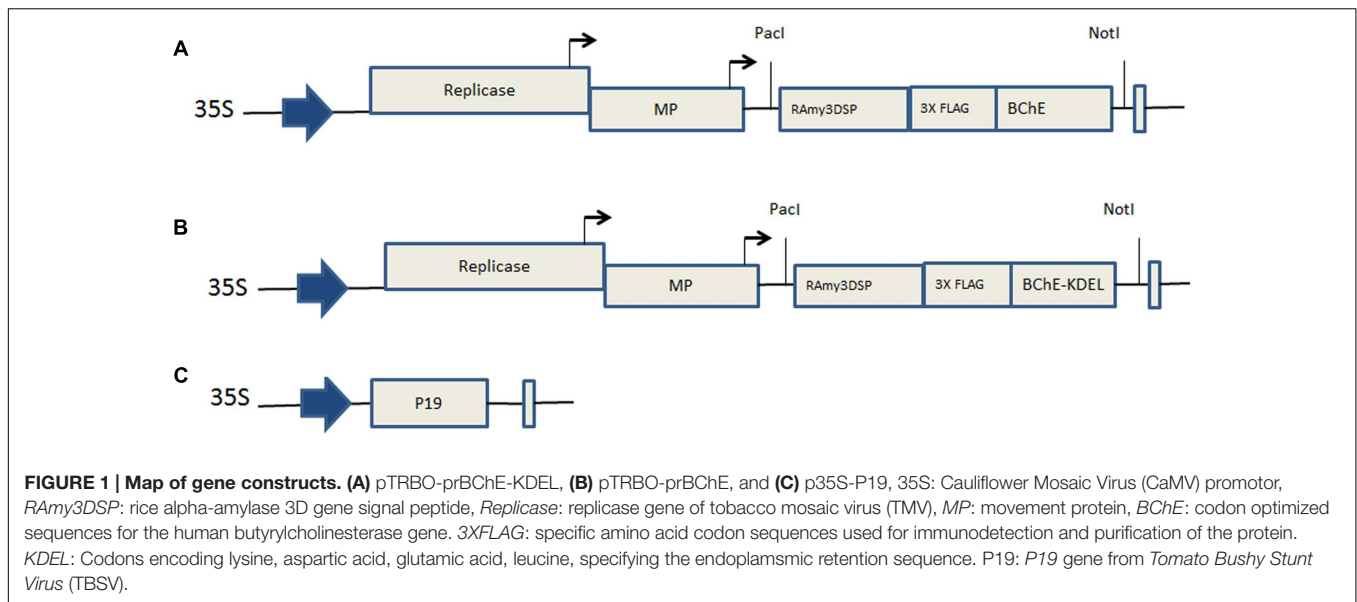 A
PacI
NotI
35S
Replicase
MP
RAmy3DSP
3X FLAG
BChE
B
PacI
NotI
35S
Replicase
MP
RAmy3DSP
3X FLAG
BChE-KDEL
C
35S
P19
FIGURE 1 | Map of gene constructs. (A) pTRBO-prBChE-KDEL, (B) pTRBO-prBChE, and (C) p35S-P19, 35S: Cauliflower Mosaic Virus (CaMV) promotor,
RAmy3DSP: rice alpha-amylase 3D gene signal peptide, Replicase: replicase gene of tobacco mosaic virus (TMV), MP: movement protein, BChE: codon optimized
sequences for the human butyrylcholinesterase gene. 3XFLAG: specific amino acid codon sequences used for immunodetection and purification of the protein.
KDEL: Codons encoding lysine, aspartic acid, glutamic acid, leucine, specifying the endoplamsmic retention sequence. P19: P19 gene from Tomato Bushy Stunt
Virus (TBSV).